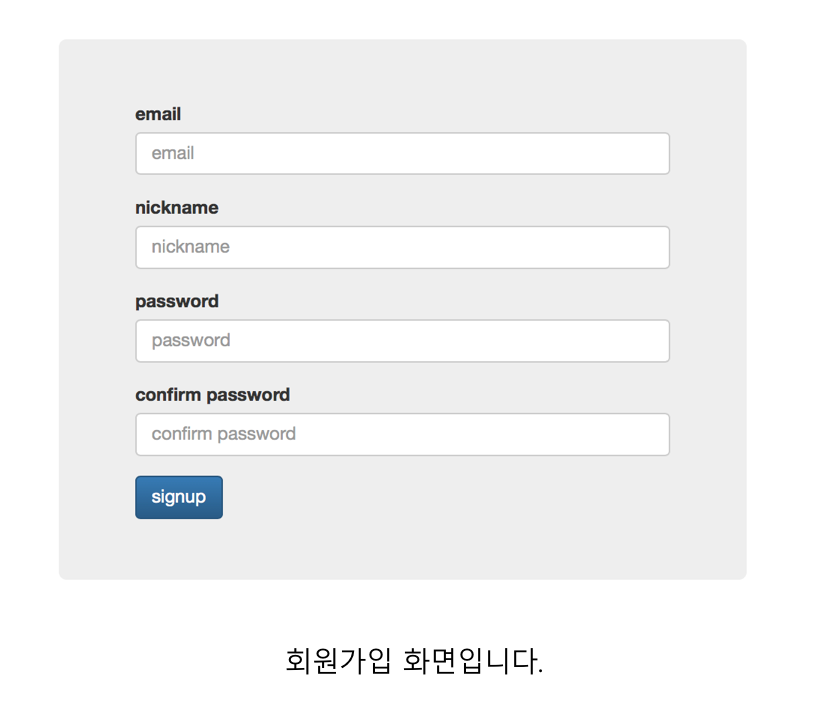 email
email
nickname
nickname
password
password
confirm password
confirm password
signup
회원가입 화면입니다.